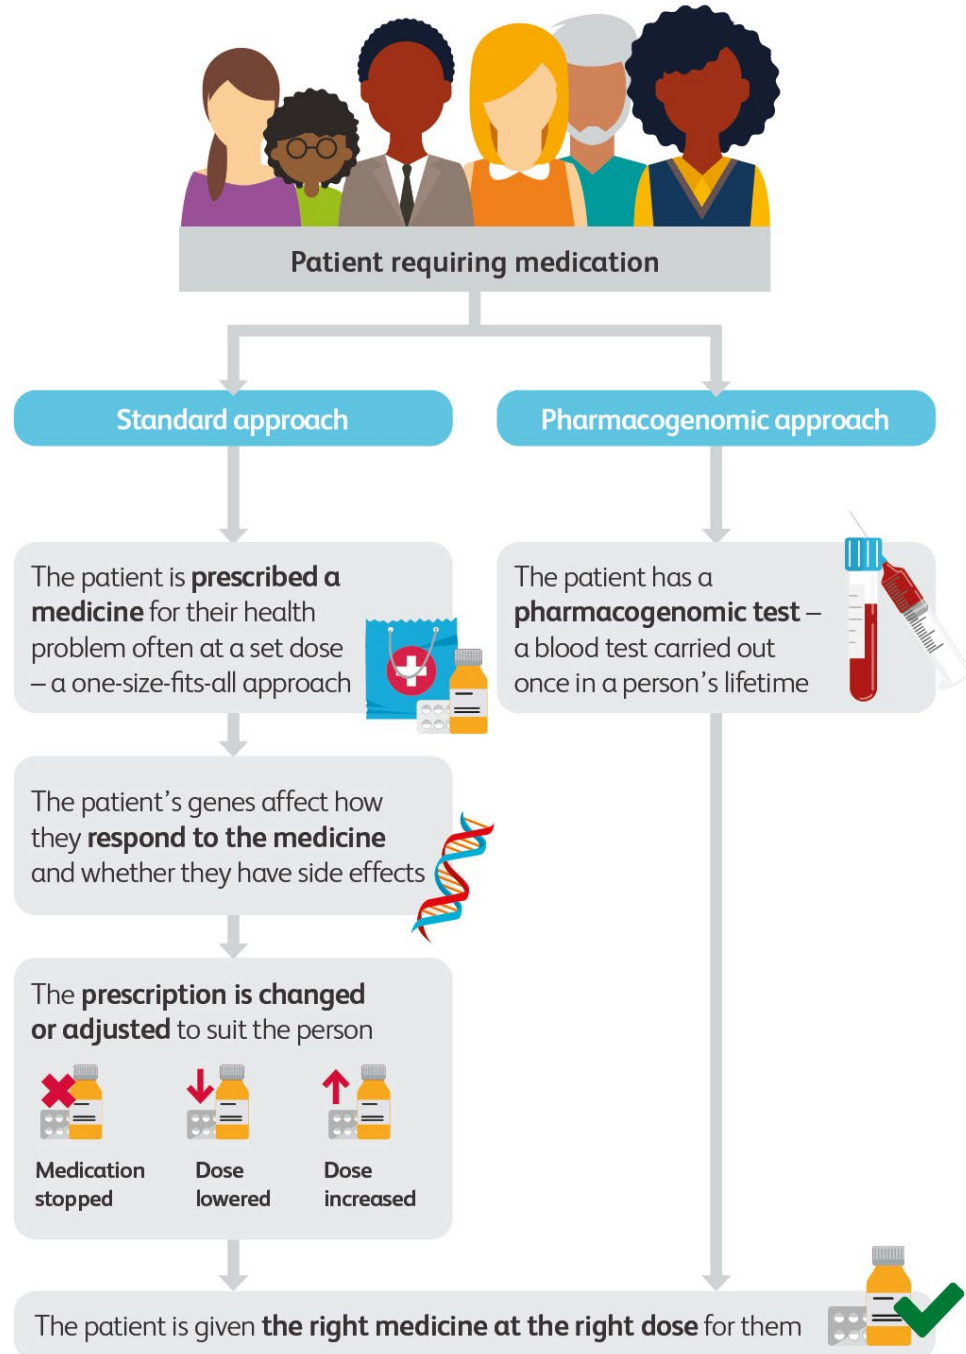 Patient requiring medication
Standard approach
The patient is prescribed a
medicine for their health
problem often at a set dose
– a one-size-fits-all approach
The patient’s genes affect how
they respond to the medicine
and whether they have side effects
The prescription is changed
or adjusted to suit the person
Medication
stopped
Dose
lowered
Dose
increased
Pharmacogenomic approach
The patient has a
pharmacogenomic test –
a blood test carried out
once in a person’s lifetime
The patient is given the right medicine at the right dose for them